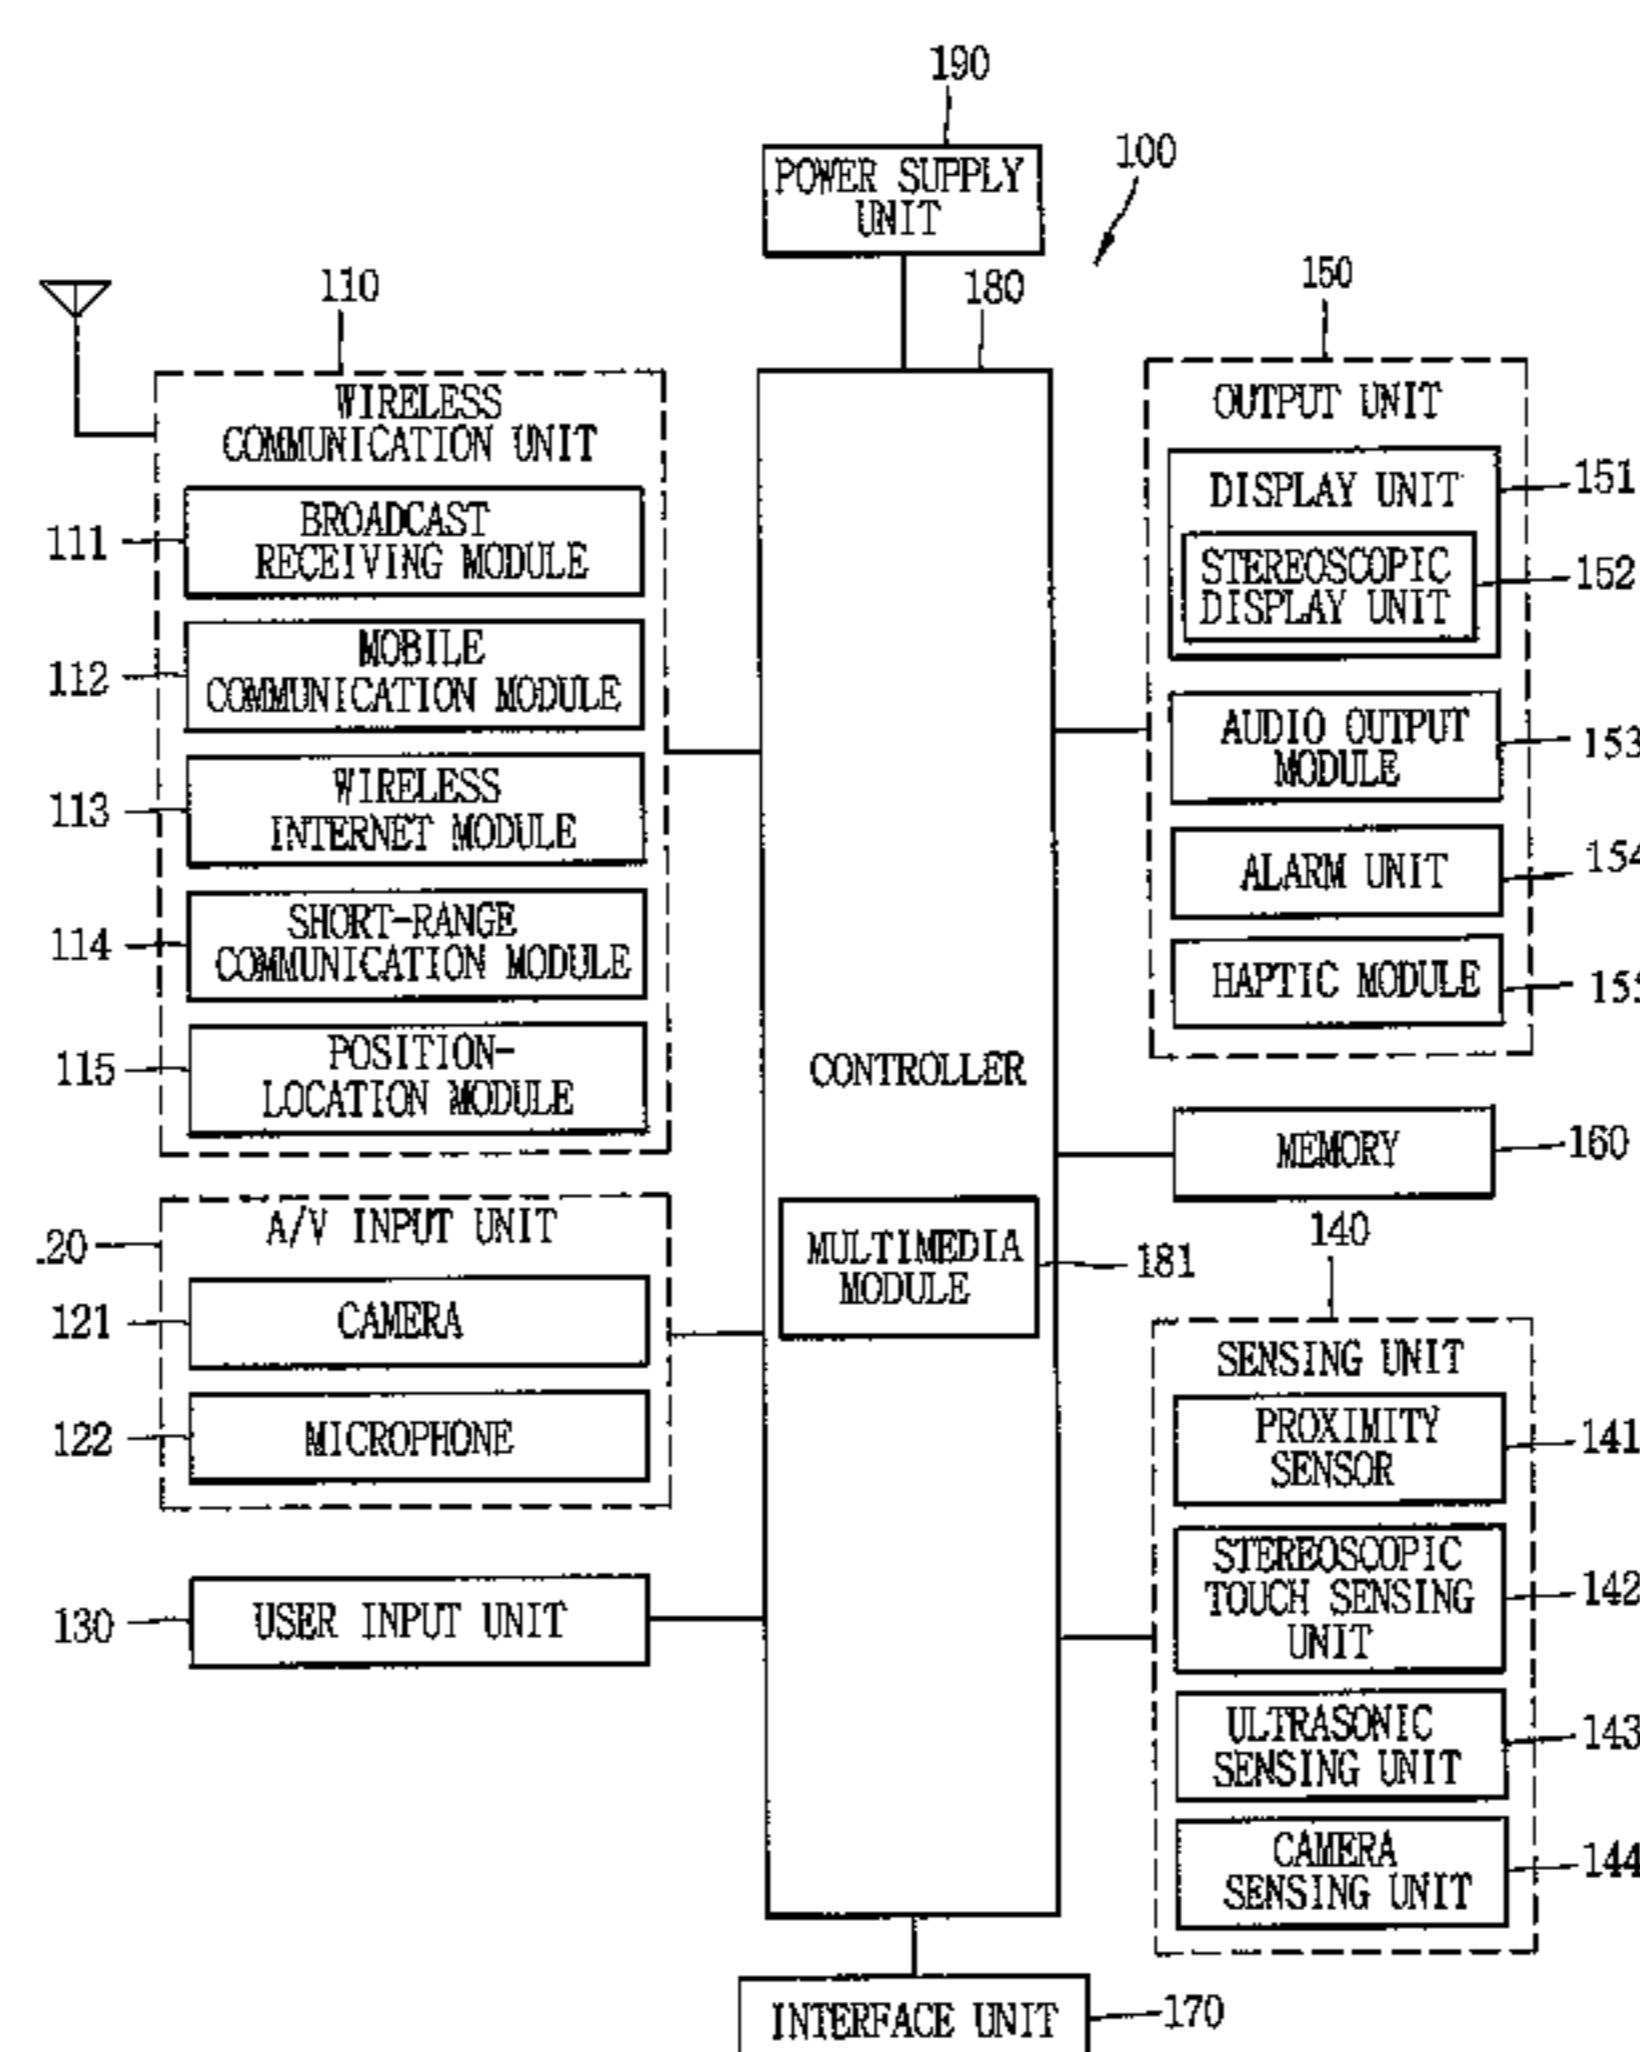 190
POWER SUPPLY
UNIT
100
180
110
WIRELESS
COMMUNICATION UNIT
111
BROADCAST
RECEIVING MODULE
112
MOBILE
COMMUNICATION MODULE
113
WIRELESS
INTERNET MODULE
114
SHORT-RANGE
COMMUNICATION MODULE
115
POSITION-
LOCATION MODULE
A/V INPUT UNIT
20
121
CAMERA
122
MICROPHONE
130
USER INPUT UNIT
CONTROLLER
MULTIMEDIA
MODULE
181
150
OUTPUT UNIT
DISPLAY UNIT
151
STEREOSCOPIC
DISPLAY UNIT
152
AUDIO OUTPUT
MODULE
153
ALARM UNIT
154
HAPTIC MODULE
155
MEMORY
160
140
SENSING UNIT
PROXIMITY
SENSOR
141
STEREOSCOPIC
TOUCH SENSING
UNIT
142
ULTRASONIC
SENSING UNIT
143
CAMERA
SENSING UNIT
144
INTERFACE UNIT
170